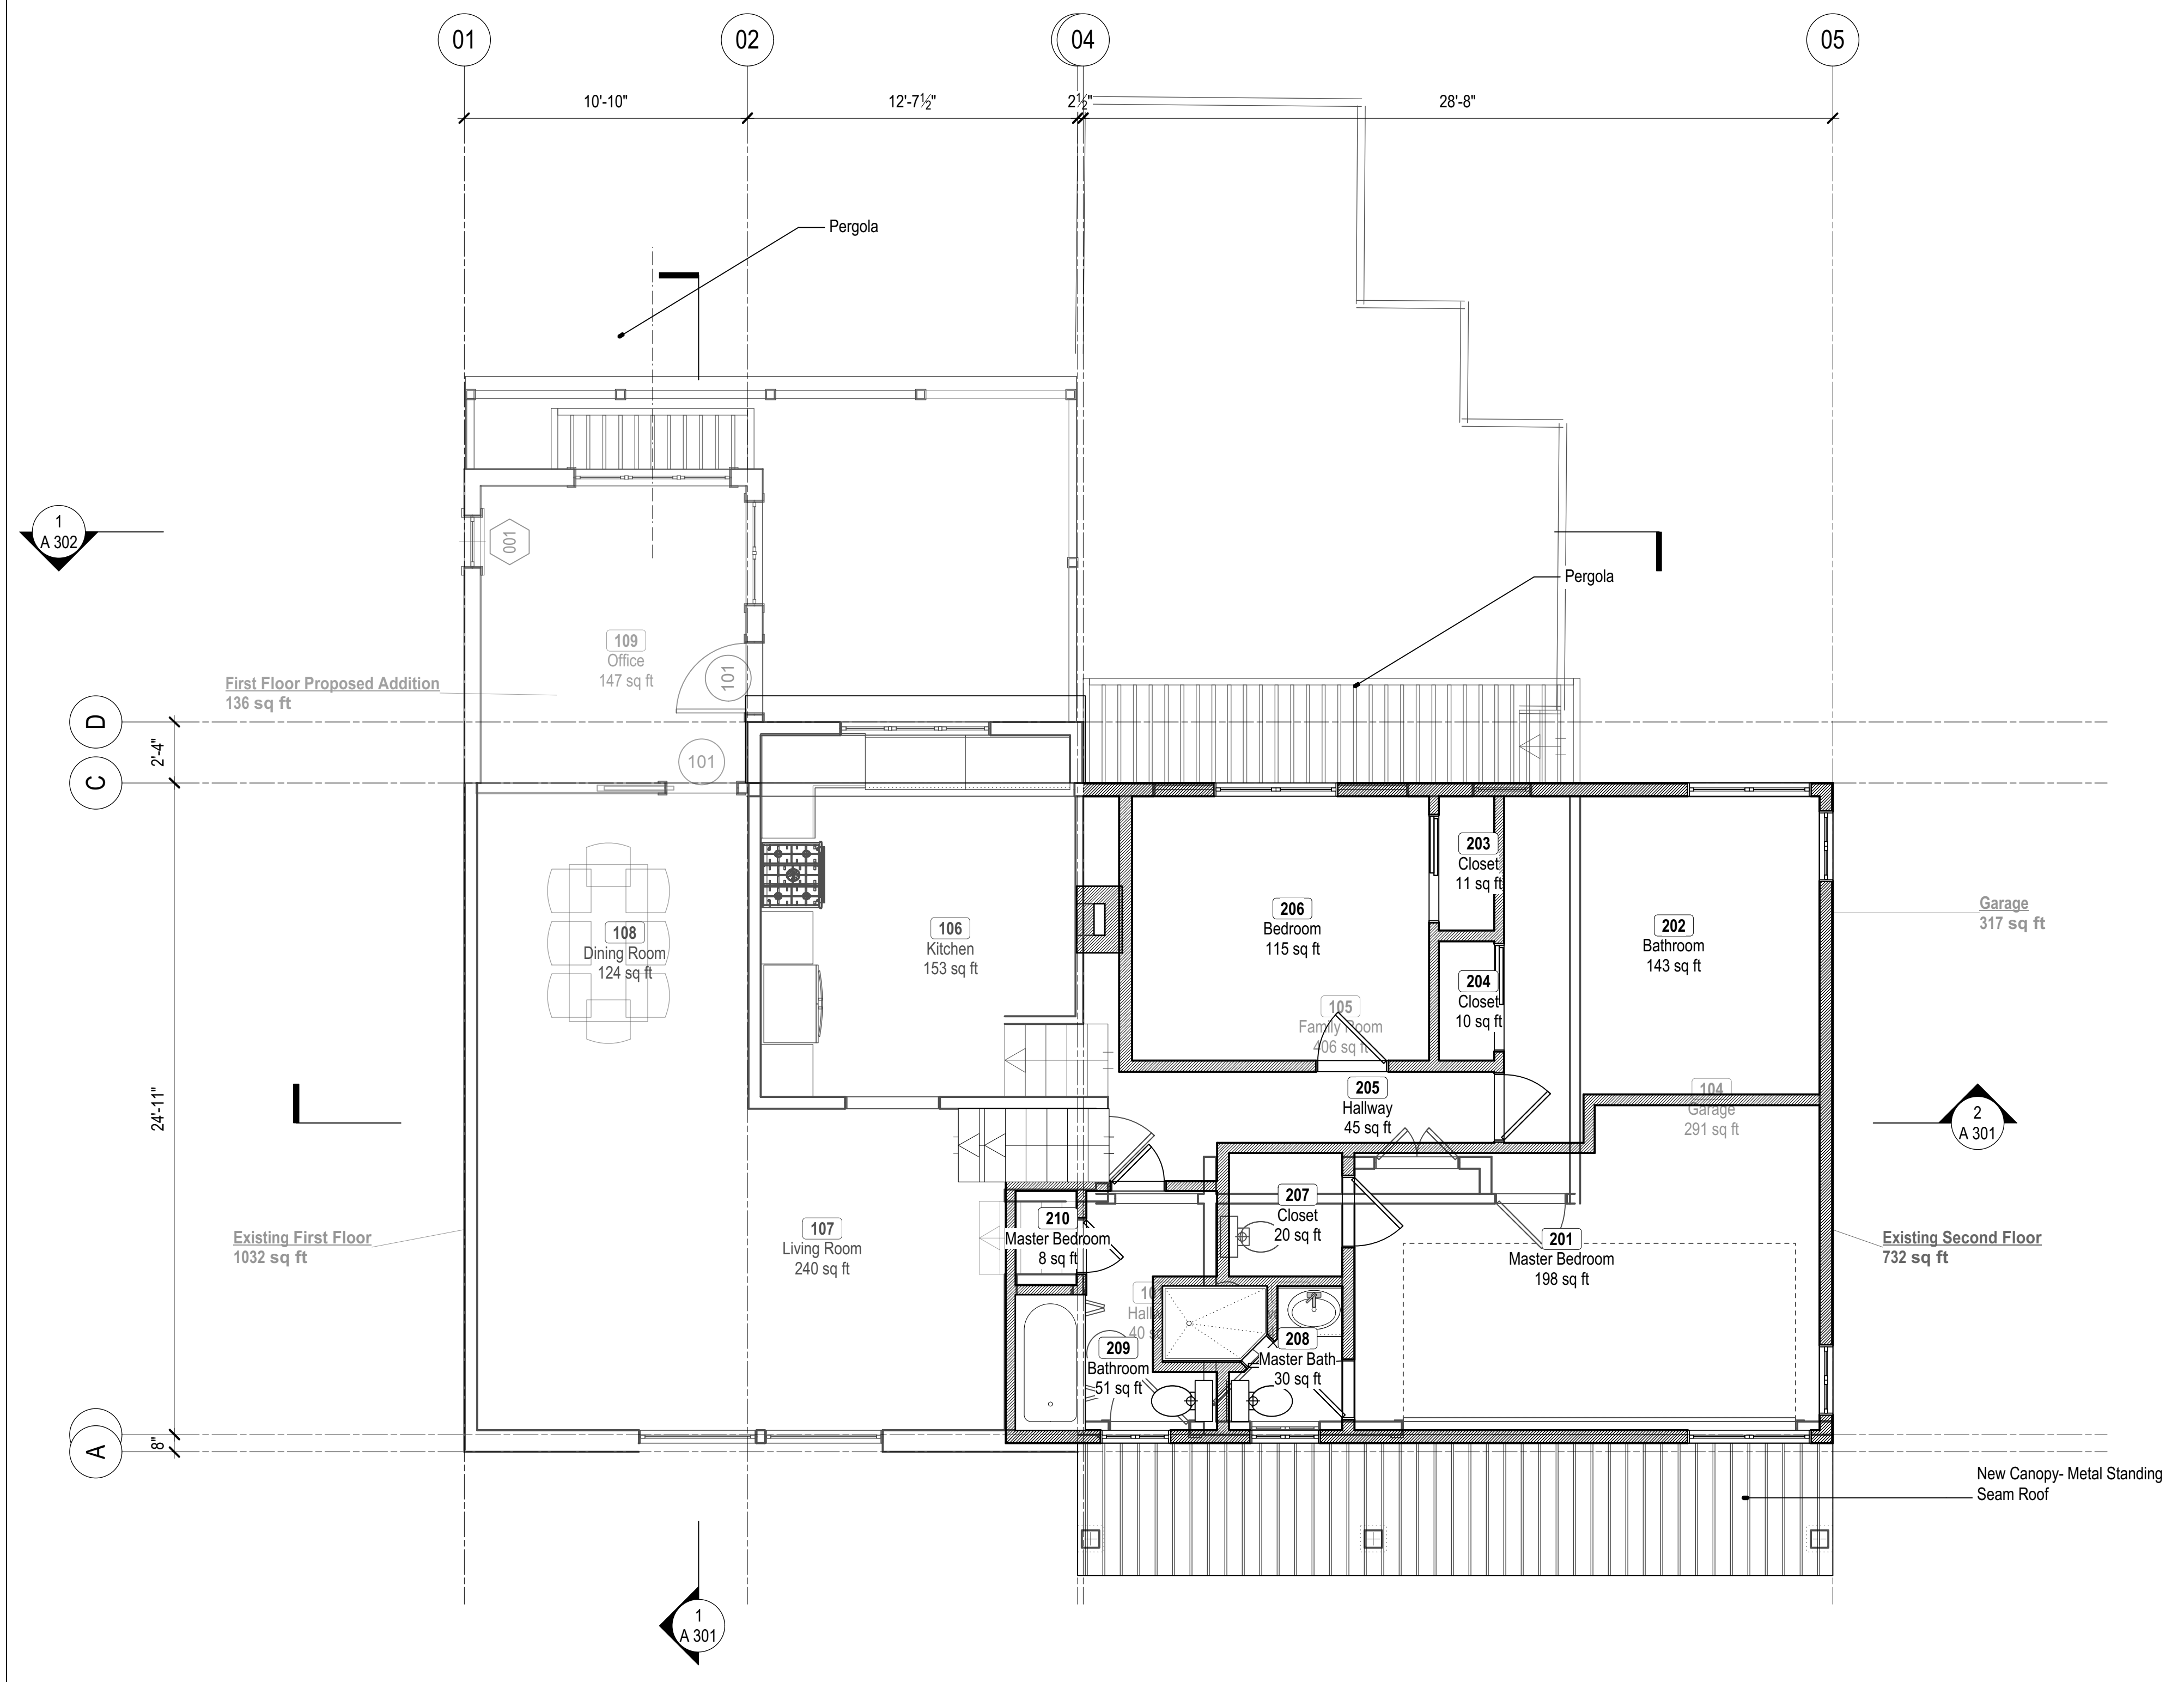 01
02
04
05
10'-10"
12'-7½"
2½"
28'-8"
Pergola
1
A 302
001
Pergola
109
Office
147 sq ft
101
First Floor Proposed Addition
136 sq ft
D
2'-4"
C
101
203
Closet
11 sq ft
206
Bedroom
115 sq ft
Garage
317 sq ft
202
Bathroom
143 sq ft
106
Kitchen
153 sq ft
108
Dining Room
124 sq ft
204
Closet
10 sq ft
105
Family Room
406 sq ft
205
Hallway
45 sq ft
104
Garage
291 sq ft
24'-11"
2
A 301
207
Closet
20 sq ft
210
Master Bedroom
8 sq ft
107
Living Room
240 sq ft
Existing First Floor
1032 sq ft
201
Master Bedroom
198 sq ft
Existing Second Floor
732 sq ft
40
209
Bathroom
51 sq ft
208
Master Bath
30 sq ft
A
8"
New Canopy- Metal Standing
Seam Roof
1
A 301